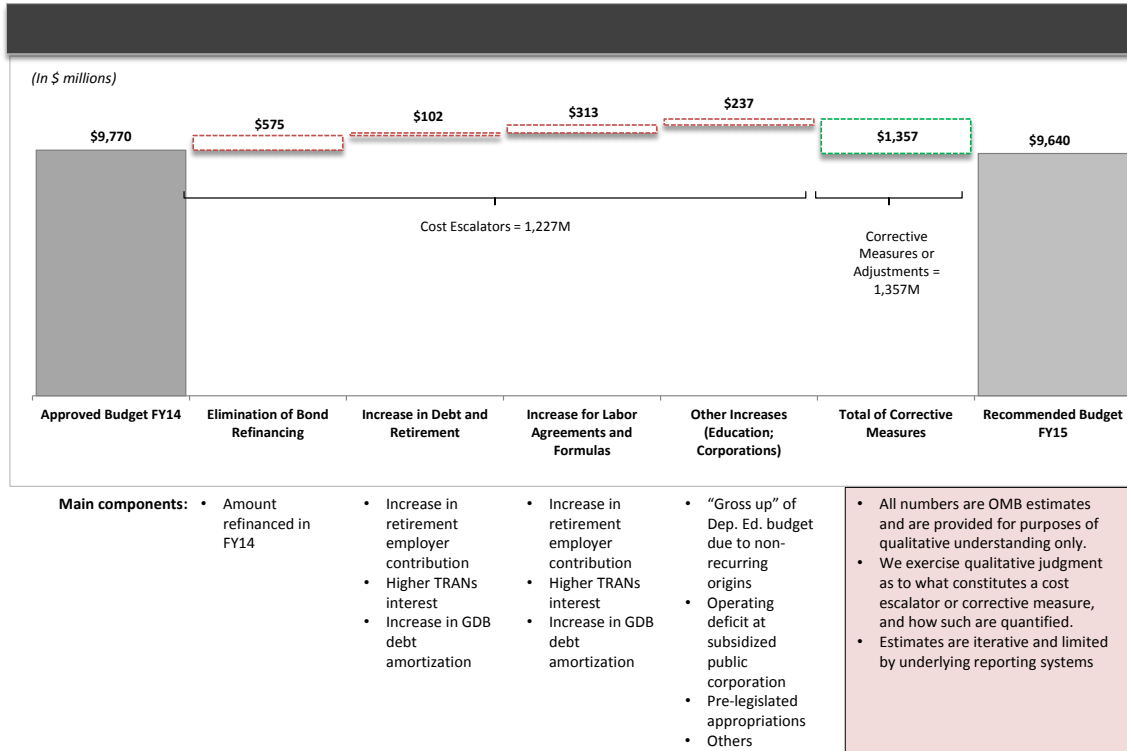 (In $ millions)
$9,770
$575
$102
$313
$237
$1,357
$9,640
Cost Escalators = 1,227M
Corrective
Measures or
Adjustments =
1,357M
Approved Budget FY14
Elimination of Bond
Refinancing
Increase in Debt and
Retirement
Increase for Labor
Agreements and
Formulas
Other Increases
(Education;
Corporations)
Total of Corrective
Measures
Recommended Budget
FY15
Main components:
• Amount
refinanced in
FY14
• Increase in
retirement
employer
contribution
• Higher TRANs
interest
• Increase in GDB
debt
amortization
• Increase in
retirement
employer
contribution
• Higher TRANs
interest
• Increase in GDB
debt
amortization
• “Gross up” of
Dep. Ed. budget
due to non-
recurring
origins
• Operating
deficit at
subsidized
public
corporation
• Pre-legislated
appropriations
• Others
• All numbers are OMB estimates
and are provided for purposes of
qualitative understanding only.
• We exercise qualitative judgment
as to what constitutes a cost
escalator or corrective measure,
and how such are quantified.
• Estimates are iterative and limited
by underlying reporting systems